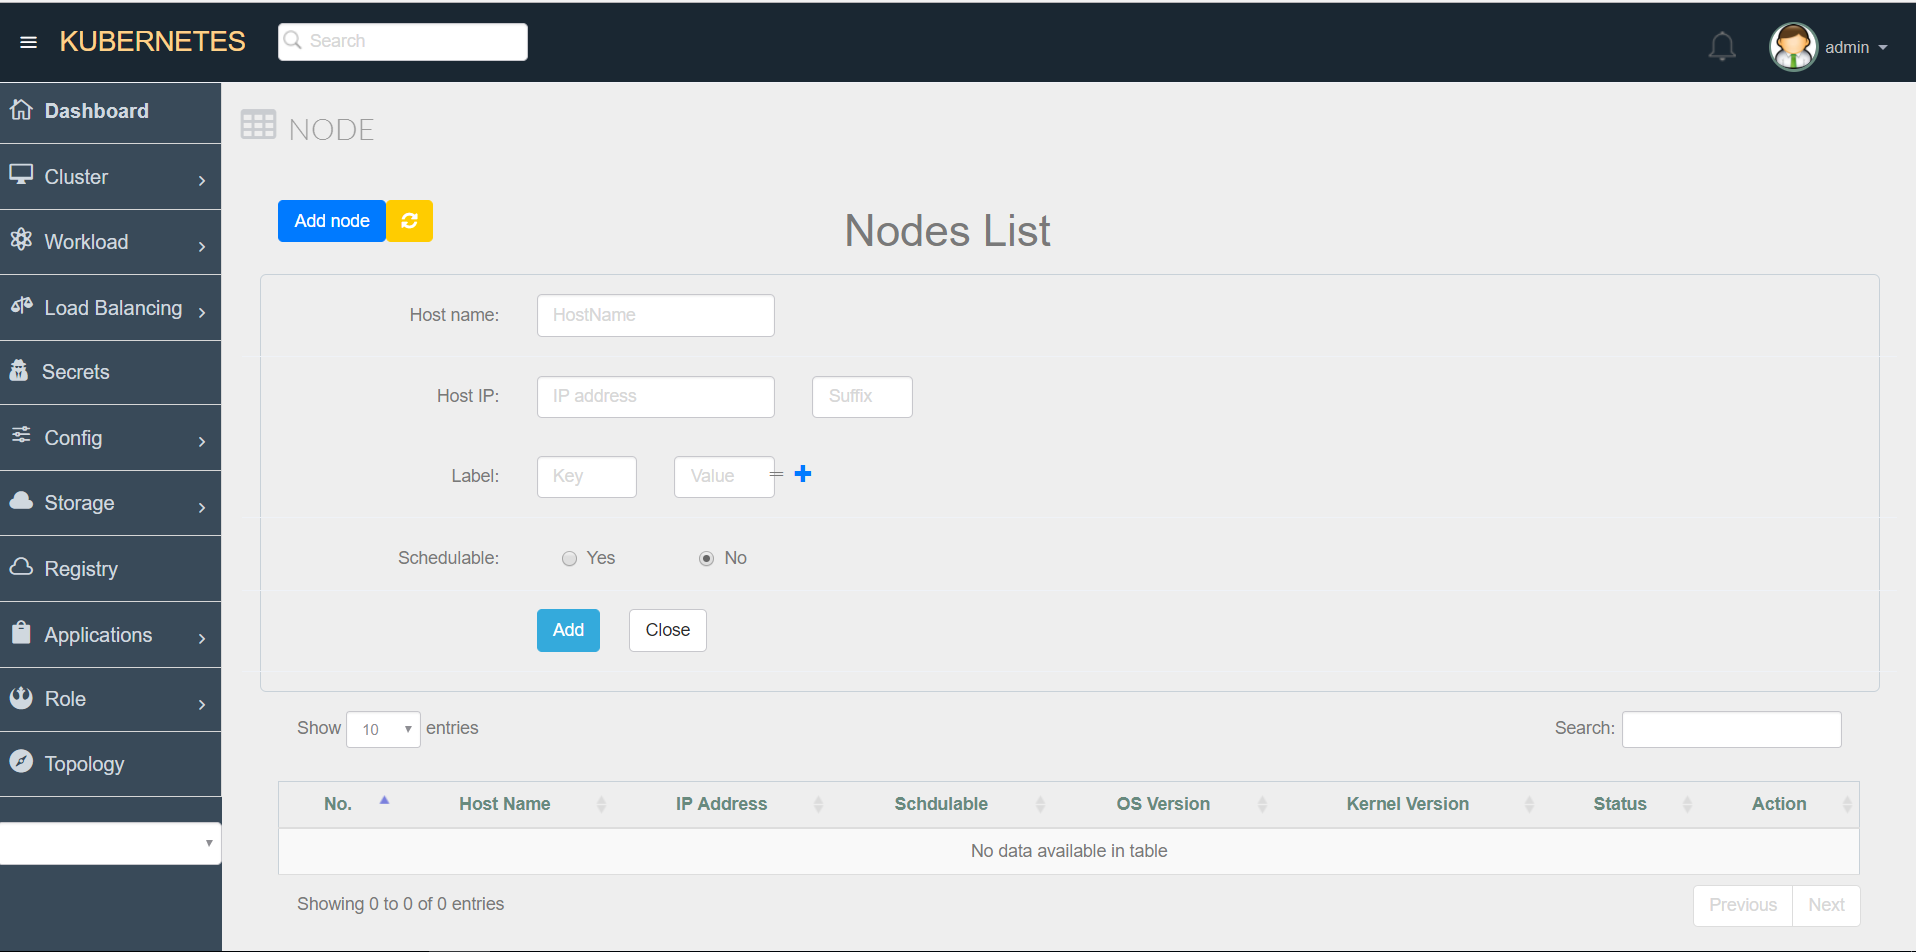 KUBERNETES
Search
admin
Dashboard
Cluster
Workload
Load Balancing
Secrets
Config
Storage
Registry
Applications
Role
Topology
NODE
Add node
Nodes List
Host name: HostName
Host IP: IP address Suffix
Label: Key Value =
Schedulable: Yes No
Add Close
Show 10 entries Search:
No. Host Name IP Address Schdulable OS Version Kernel Version Status Action
No data available in table
Showing 0 to 0 of 0 entries Previous Next